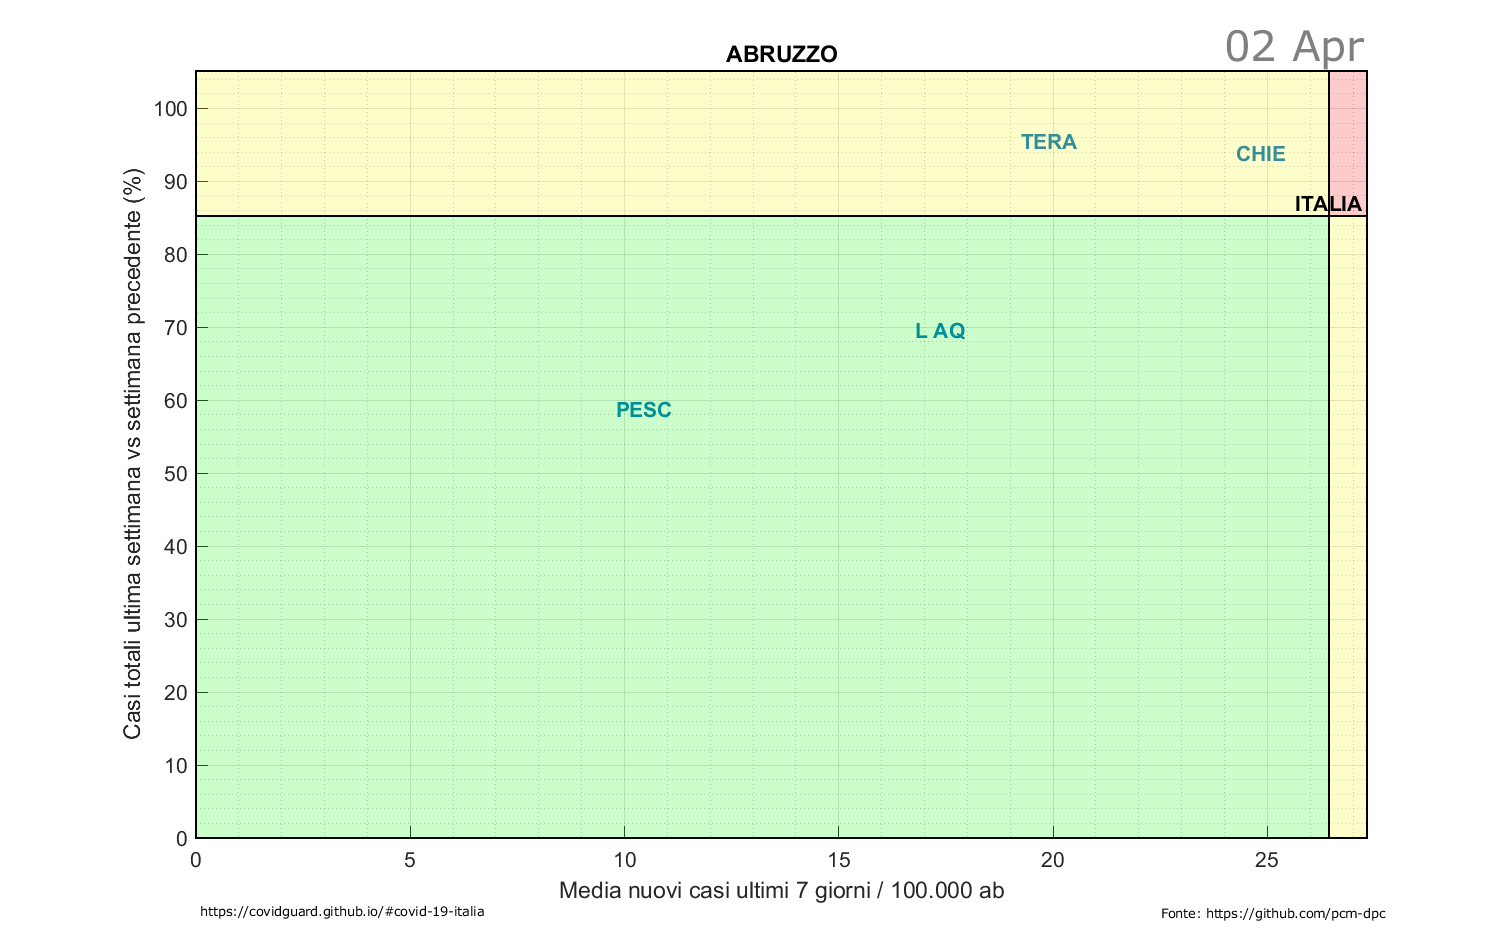 02 Apr
ABRUZZO
Casi totali ultima settimana vs settimana precedente (%)
100
90
80
70
60
50
40
30
20
10
0
TERA
CHIE
ITALIA
L AQ
PESC
0
5
10
15
20
25
Media nuovi casi ultimi 7 giorni / 100.000 ab
https://covidguard.github.io/#covid-19-italia
Fonte: https://github.com/pcm-dpc